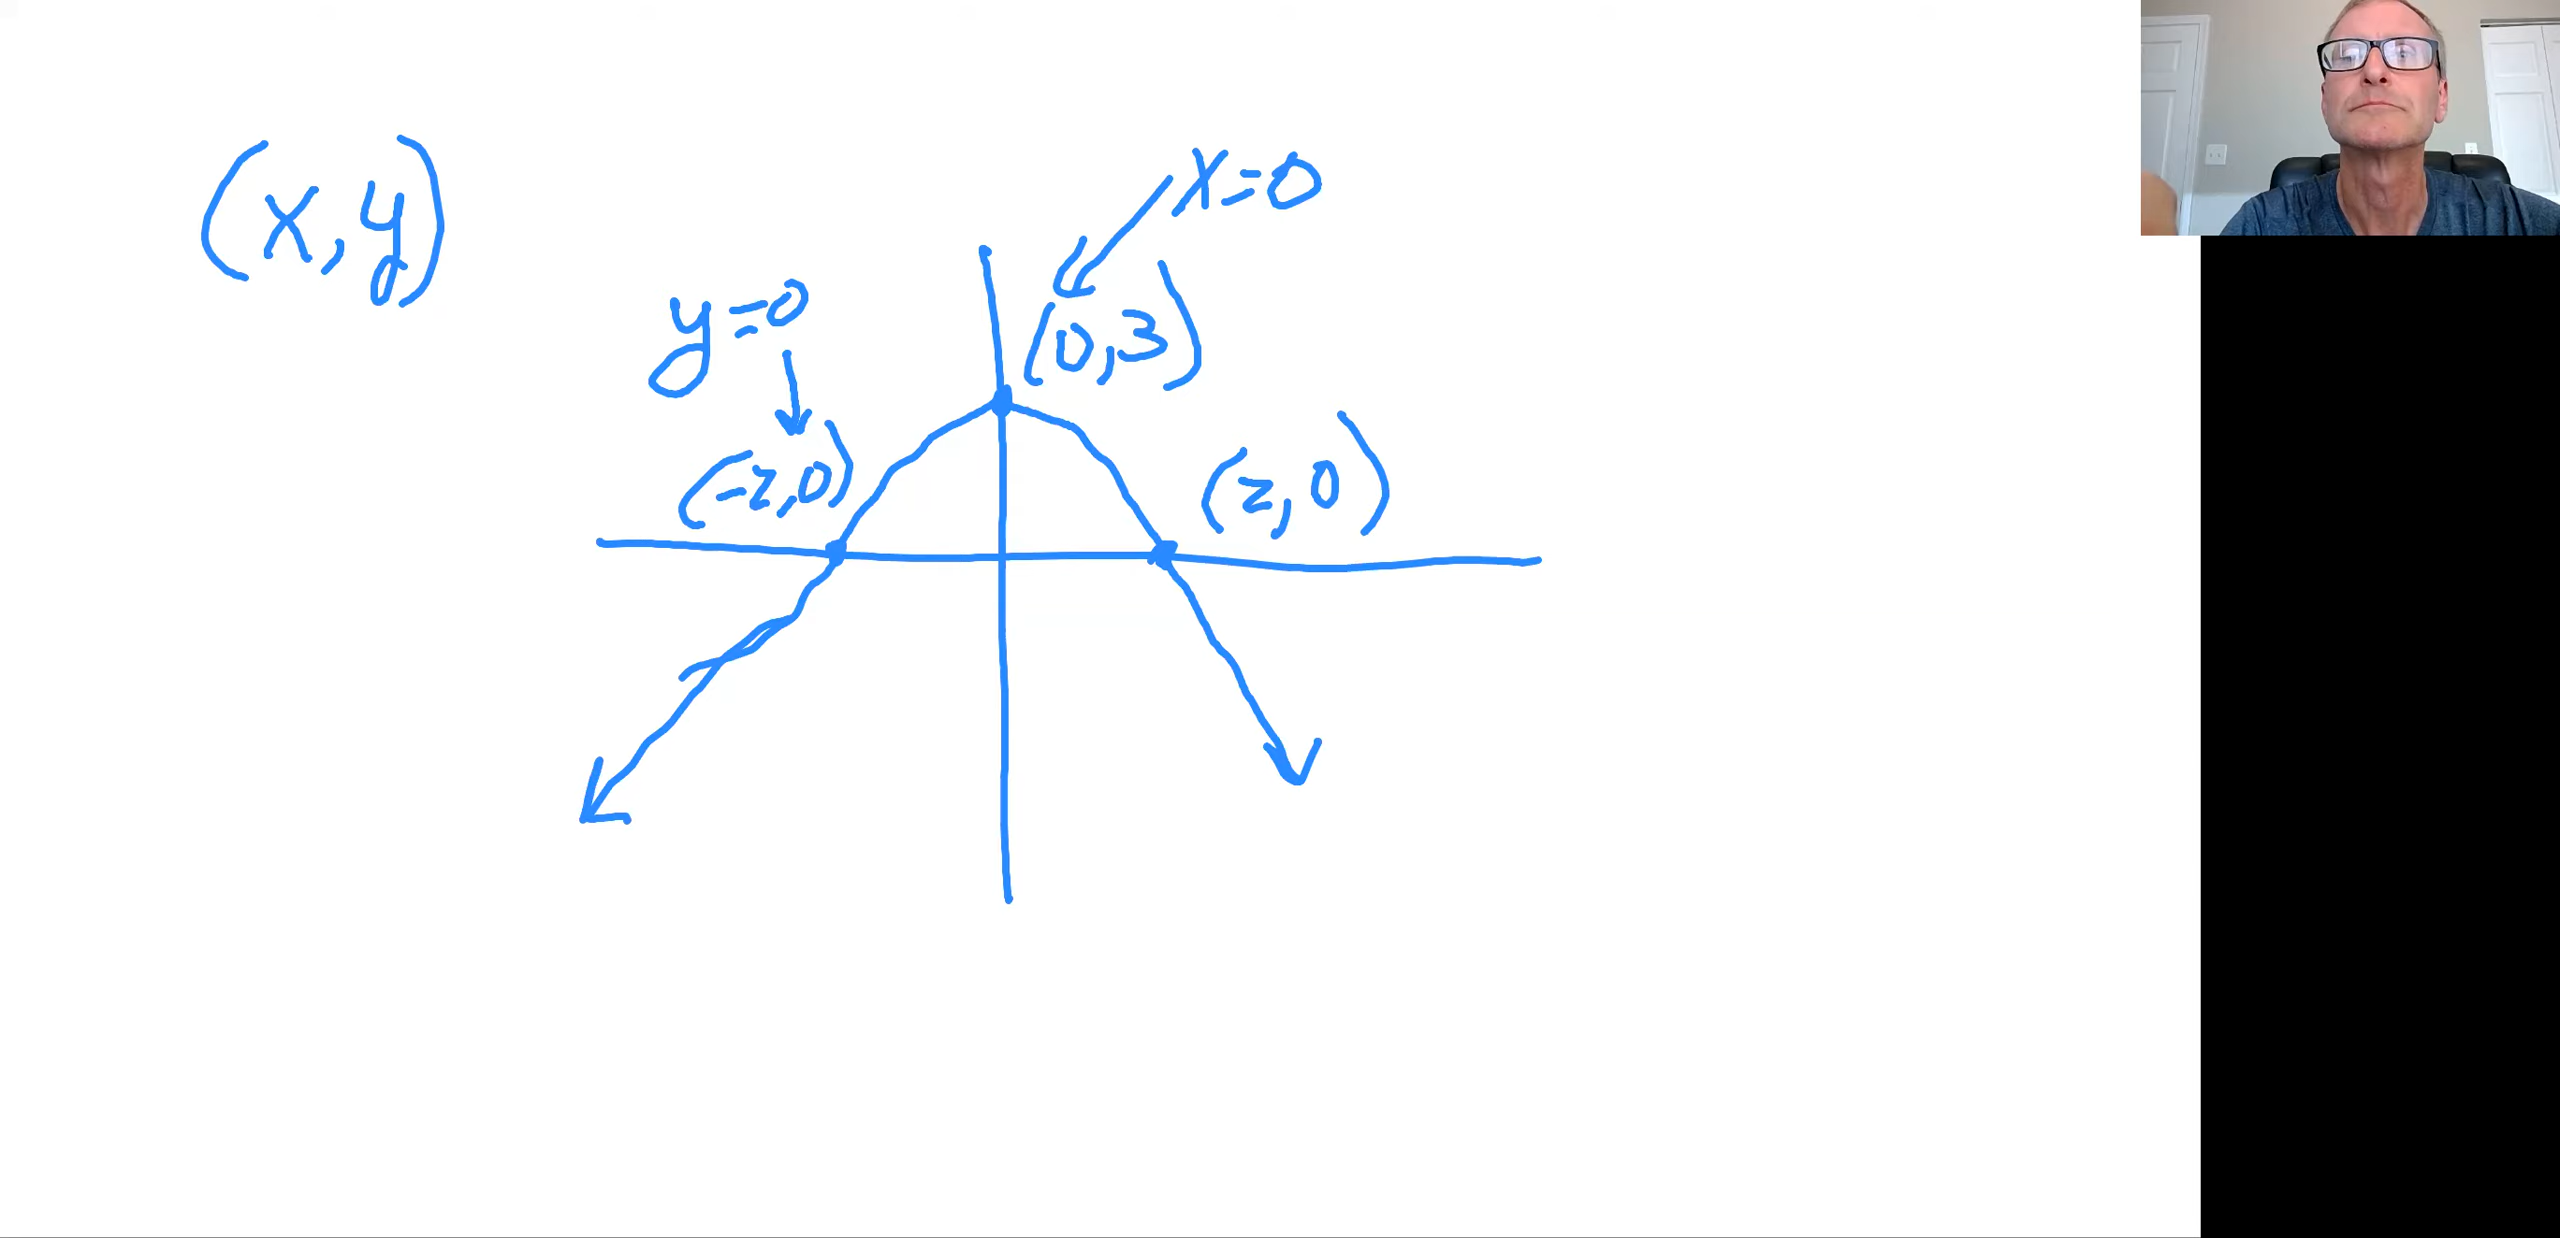 (x,y)
x=0
y=0
(0,3)
(-2,0)
(2,0)